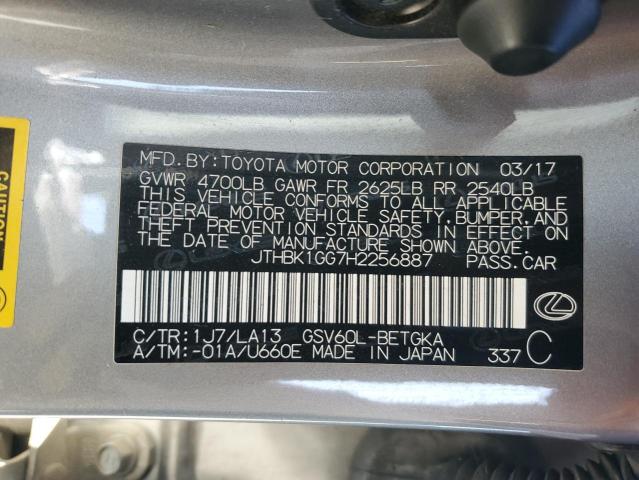 CAUTION
MFD. BY: TOYOTA MOTOR CORPORATION 03/17
GVWR 4700LB GAWR FR 2625LB RR 2540LB
THIS VEHICLE CONFORMS TO ALL APPLICABLE
FEDERAL MOTOR VEHICLE SAFETY, BUMPER, AND
THEFT PREVENTION STANDARDS IN EFFECT ON
THE DATE OF MANUFACTURE SHOWN ABOVE.
JTHBK1GG7H2256887 PASS.CAR
C/TR: 1J7/LA13 GSV60L-BETGKA
A/TM:-01A/U660E MADE IN JAPAN 337 C